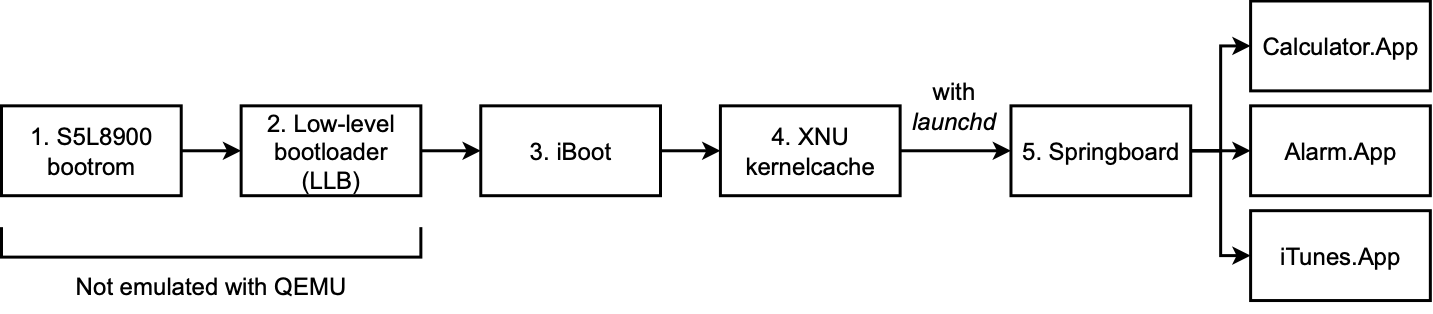 1. S5L8900
bootrom
2. Low-level
bootloader
(LLB)
3. iBoot
4. XNU
kernelcache
with
launchd
5. Springboard
Calculator.App
Alarm.App
iTunes.App
Not emulated with QEMU